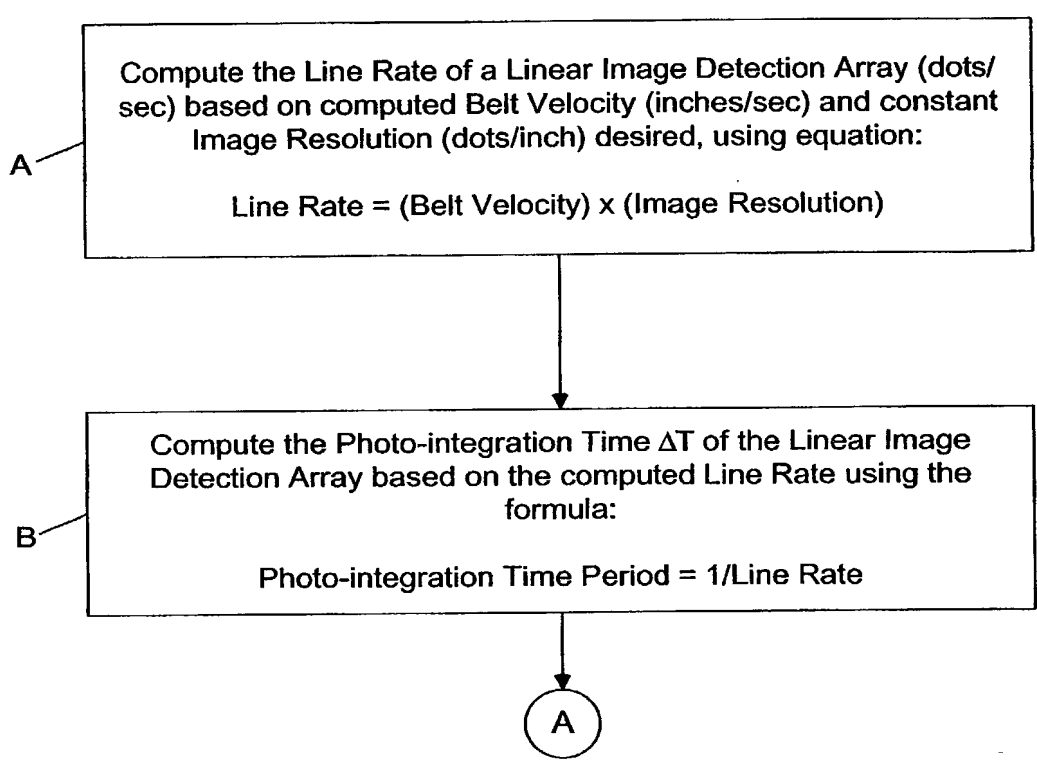 Compute the Line Rate of a Linear Image Detection Array (dots/
sec) based on computed Belt Velocity (inches/sec) and constant
Image Resolution (dots/inch) desired, using equation:
A
Line Rate = (Belt Velocity) x (Image Resolution)
Compute the Photo-integration Time ΔT of the Linear Image
Detection Array based on the computed Line Rate using the
formula:
B
Photo-integration Time Period = 1/Line Rate
A